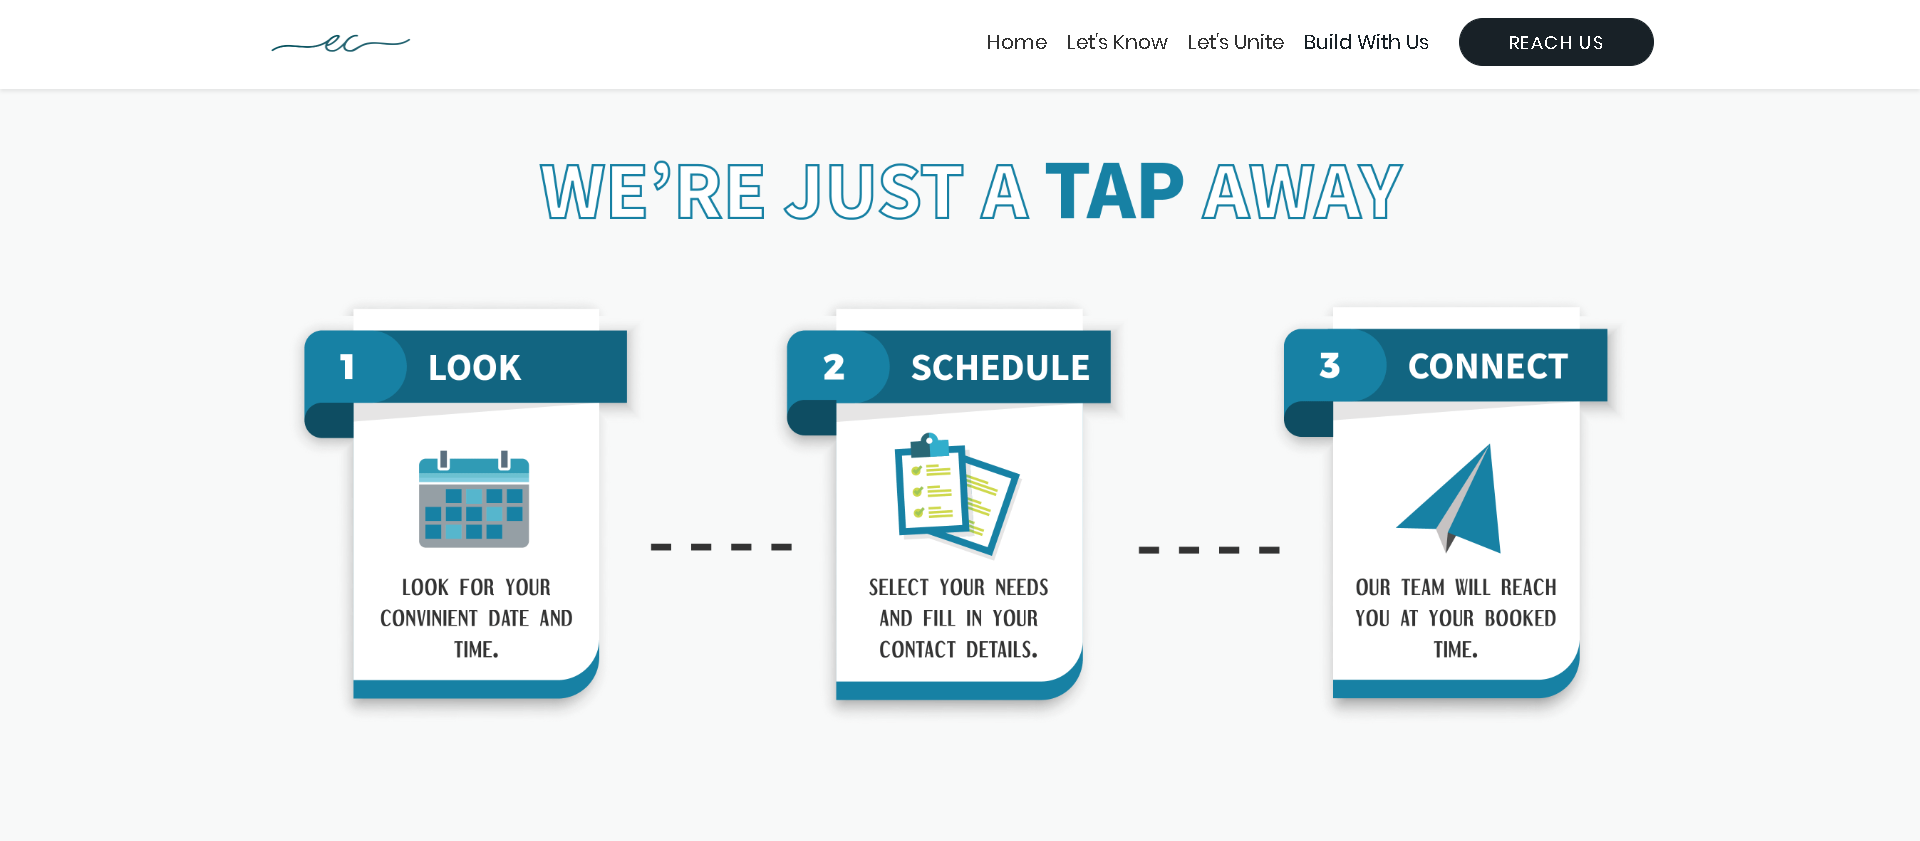 ec
Home Let's Know Let's Unite Build With Us REACH US
WE'RE JUST A TAP AWAY
1 LOOK
LOOK FOR YOUR
CONVINIENT DATE AND
TIME.
2 SCHEDULE
SELECT YOUR NEEDS
AND FILL IN YOUR
CONTACT DETAILS.
3 CONNECT
OUR TEAM WILL REACH
YOU AT YOUR BOOKED
TIME.